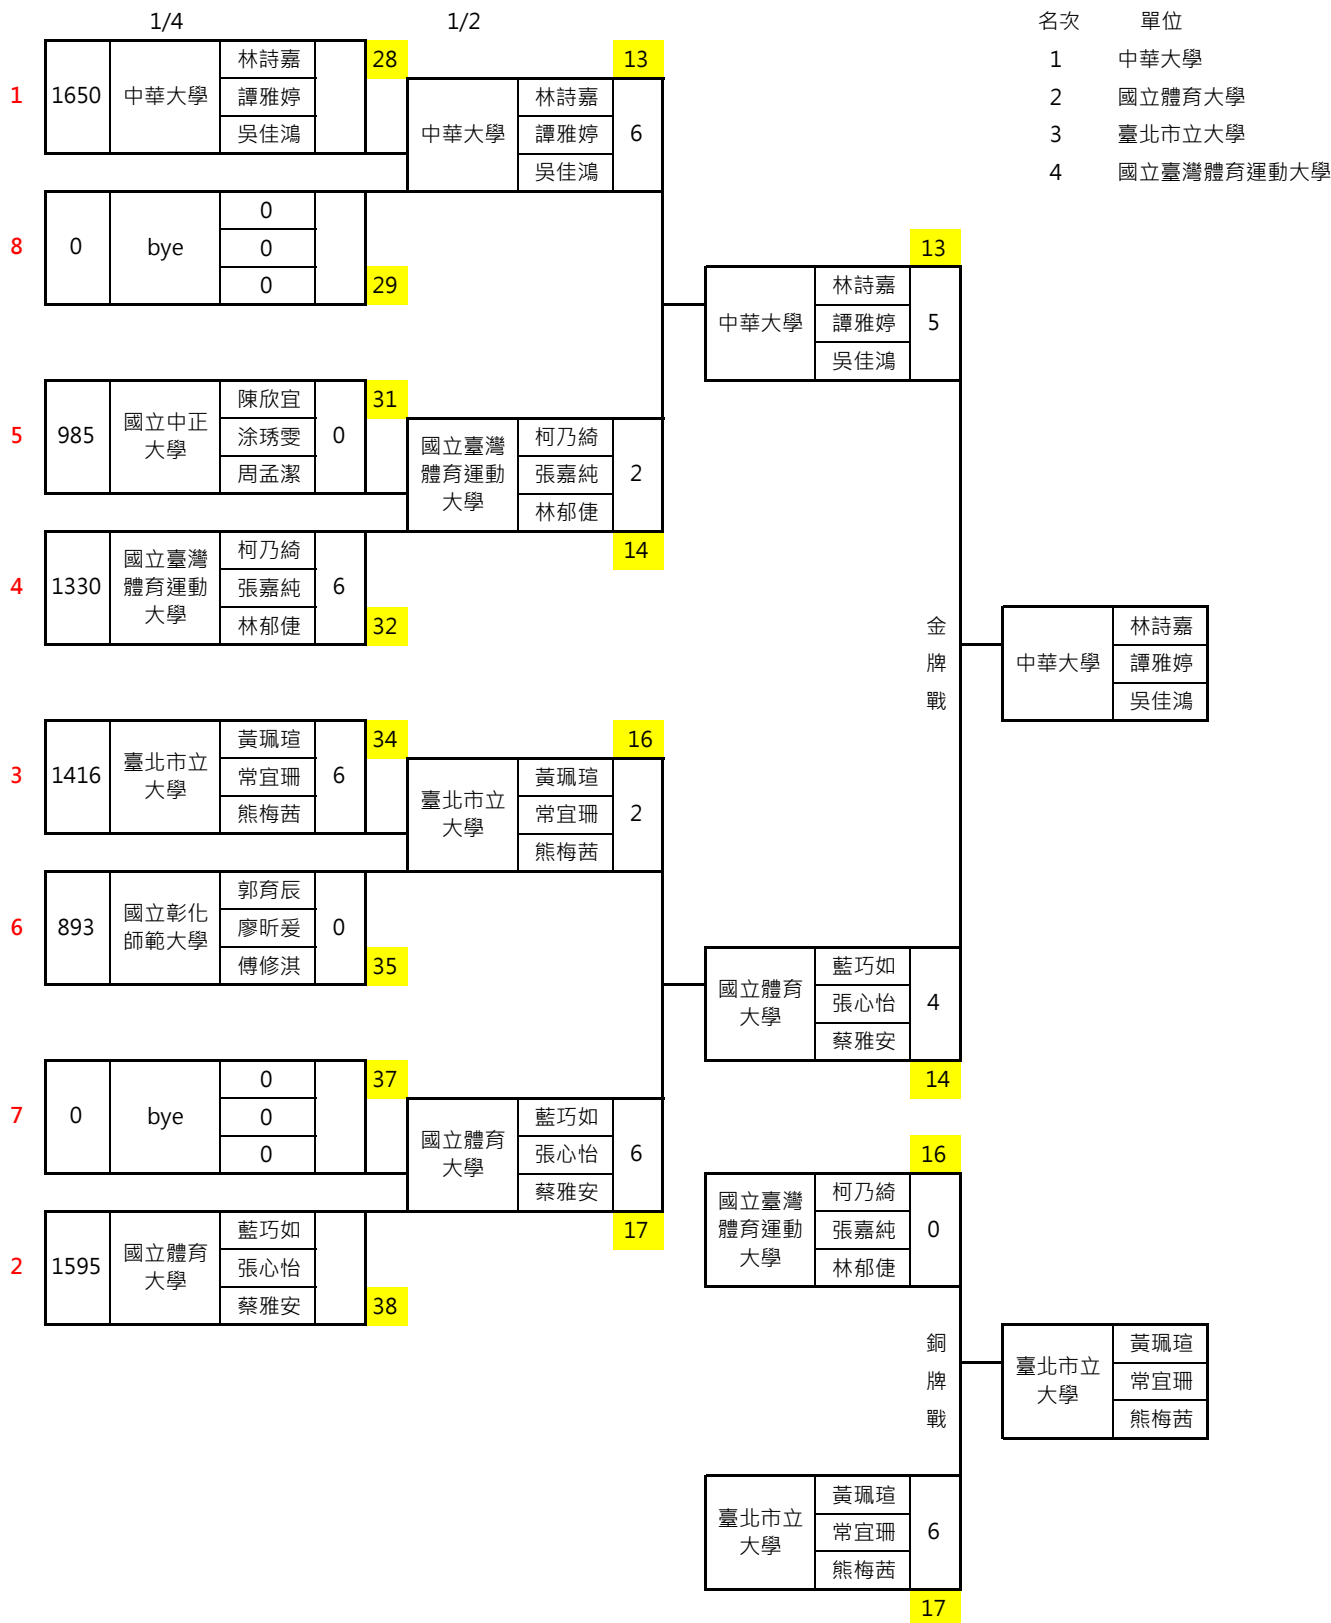 1/4
1/2
名次 單位
1 中華大學
2 國立體育大學
3 臺北市立大學
4 國立臺灣體育運動大學
1 1650 中華大學
林詩嘉
譚雅婷
吳佳鴻
28
8 0 bye
0
0
0
29
5 985 國立中正
大學
陳欣宜
涂琇雯
周孟潔
0
31
4 1330 國立臺灣
體育運動
大學
柯乃綺
張嘉純
林郁倢
6
32
3 1416 臺北市立
大學
黃珮瑄
常宜珊
熊梅茜
6
34
6 893 國立彰化
師範大學
郭育辰
廖昕爰
傅修淇
0
35
7 0 bye
0
0
0
37
2 1595 國立體育
大學
藍巧如
張心怡
蔡雅安
38
13
中華大學
林詩嘉
譚雅婷
吳佳鴻
6
國立臺灣
體育運動
大學
柯乃綺
張嘉純
林郁倢
2
14
16
臺北市立
大學
黃珮瑄
常宜珊
熊梅茜
2
國立體育
大學
藍巧如
張心怡
蔡雅安
6
17
13
中華大學
林詩嘉
譚雅婷
吳佳鴻
5
金
牌
戰
國立體育
大學
藍巧如
張心怡
蔡雅安
4
14
中華大學
林詩嘉
譚雅婷
吳佳鴻
16
國立臺灣
體育運動
大學
柯乃綺
張嘉純
林郁倢
0
銅
牌
戰
臺北市立
大學
黃珮瑄
常宜珊
熊梅茜
6
17
臺北市立
大學
黃珮瑄
常宜珊
熊梅茜